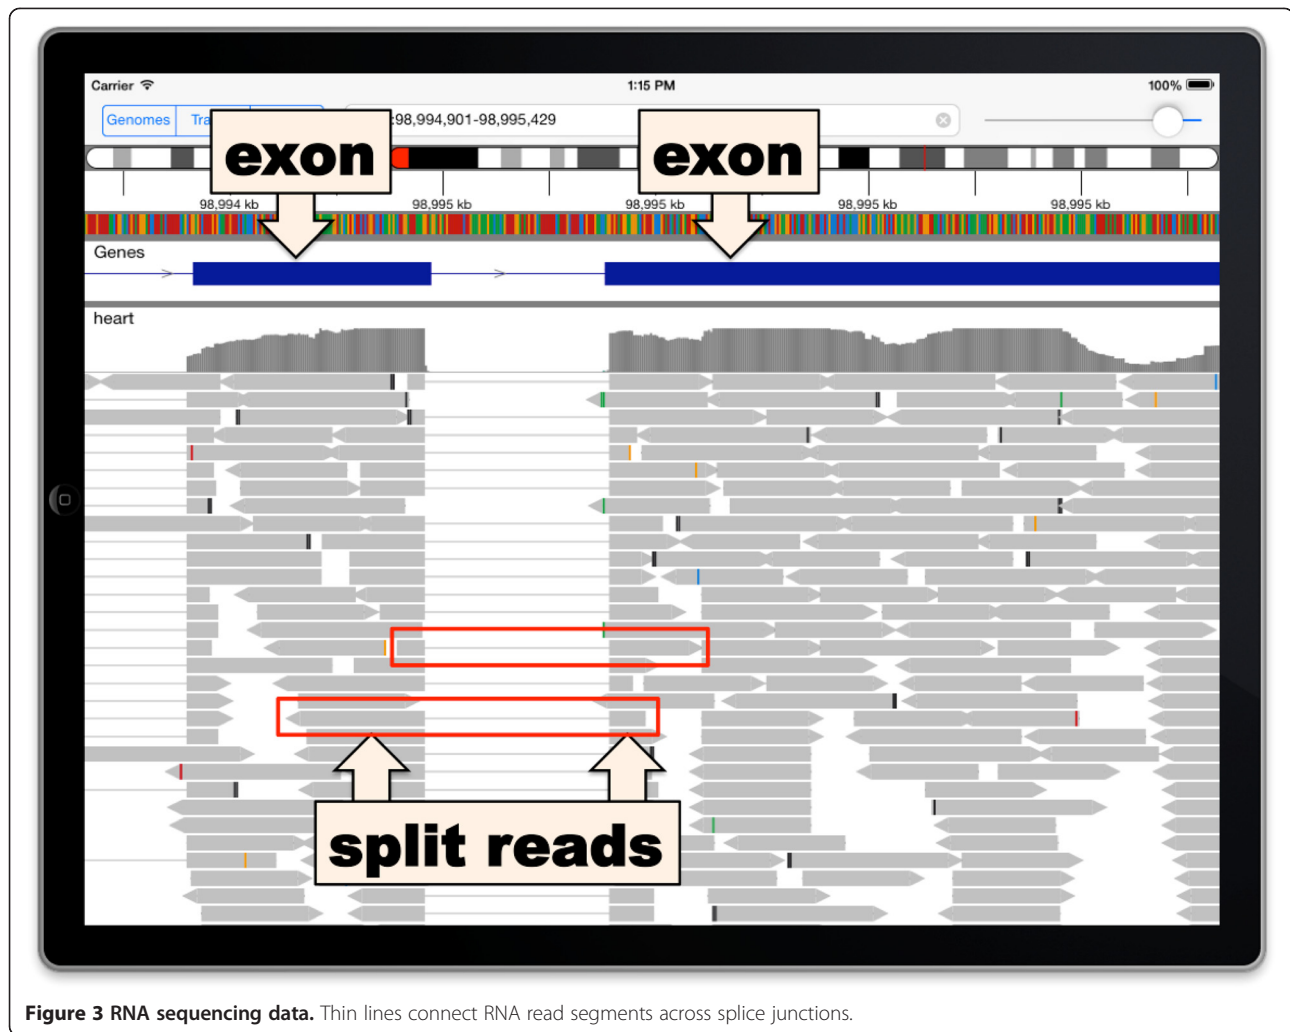 Carrier 1:15 PM 100%
Genomes Tra :98,994,901-98,995,429
exon exon
98,994 kb 98,995 kb 98,995 kb 98,995 kb 98,995 kb
Genes
heart
split reads
Figure 3 RNA sequencing data. Thin lines connect RNA read segments across splice junctions.